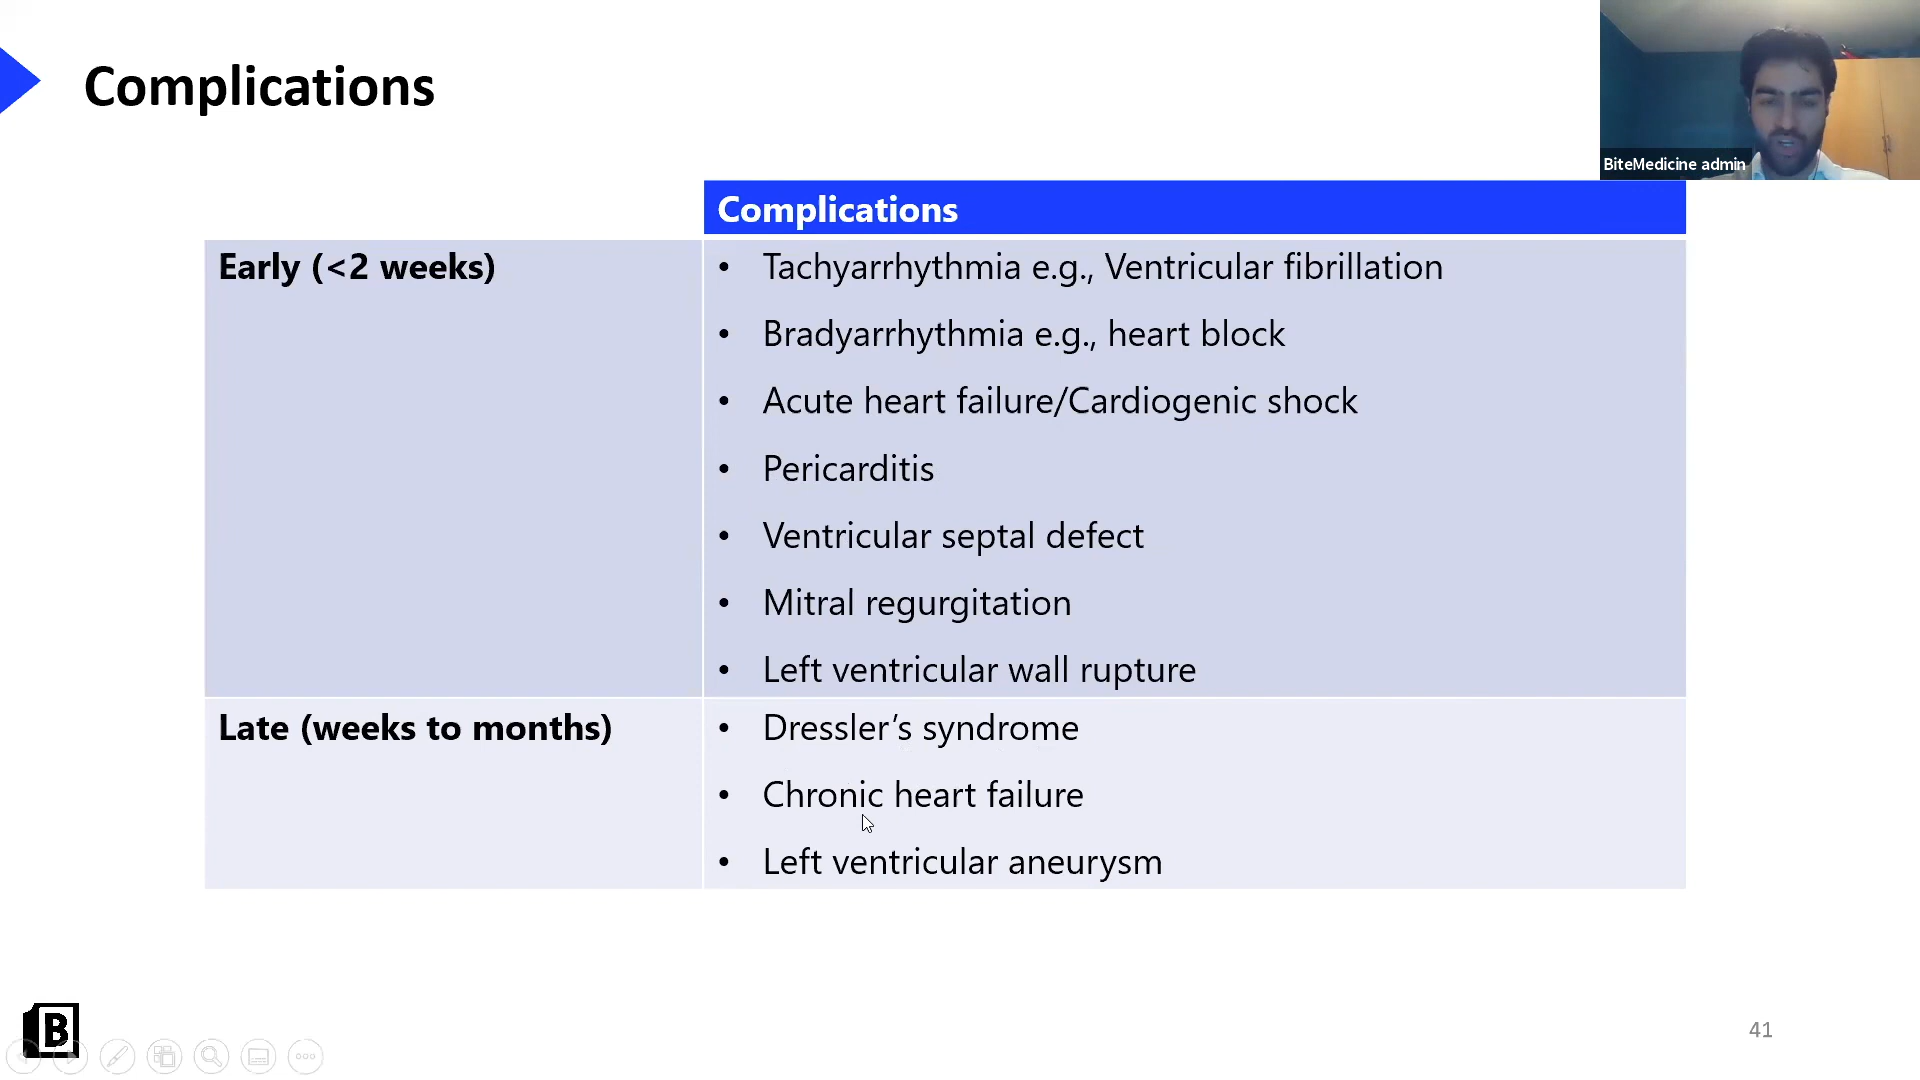 Complications
BiteMedicine admin
Complications
Early (<2 weeks)
• Tachyarrhythmia e.g., Ventricular fibrillation
• Bradyarrhythmia e.g., heart block
• Acute heart failure/Cardiogenic shock
• Pericarditis
• Ventricular septal defect
• Mitral regurgitation
• Left ventricular wall rupture
Late (weeks to months)
• Dressler’s syndrome
• Chronic heart failure
• Left ventricular aneurysm
B
41